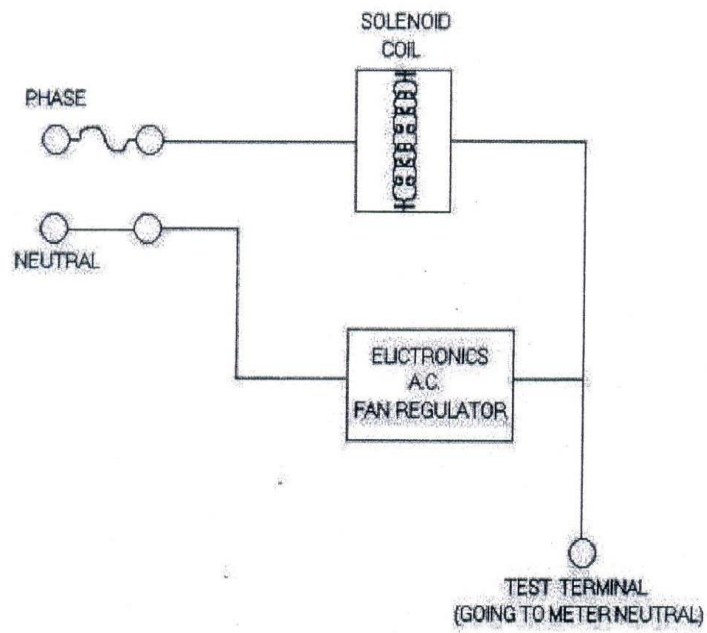 SOLENOID
COIL
PHASE
NEUTRAL
ELICTRONICS
A.C.
FAN REGULATOR
TEST TERMINAL
(GOING TO METER NEUTRAL)